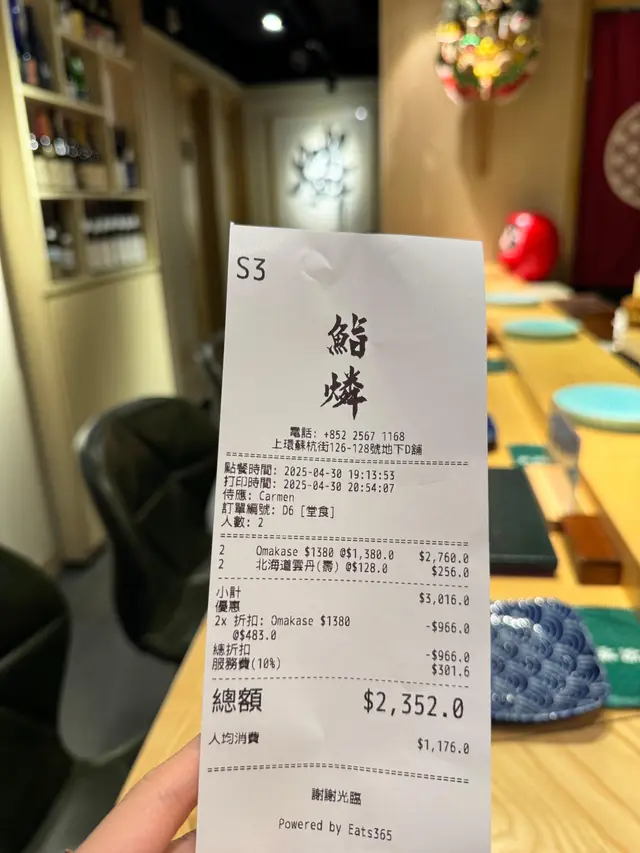 S3
鮨
燐
電話: +852 2567 1168
上環蘇杭街126-128號地下D舖
點餐時間: 2025-04-30 19:13:53
打印時間: 2025-04-30 20:54:07
侍應: Carmen
訂單編號: D6 [堂食]
人數: 2
2 Omakase $1380 @$1,380.0 $2,760.0
2 北海道雲丹(壽) @$128.0 $256.0
小計 $3,016.0
優惠
2x 折扣: Omakase $1380 -$966.0
@$483.0
總折扣 -$966.0
服務費(10%) $301.6
總額 $2,352.0
人均消費 $1,176.0
謝謝光臨
Powered by Eats365